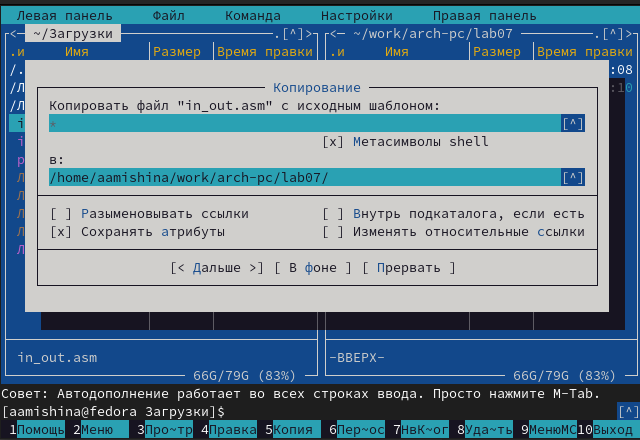 Левая панель Файл Команда Настройки Правая панель
<─ ~/Загрузки .[^]> <─ ~/work/arch-pc/lab07 .[^]>
.и Имя Размер Время правки .и Имя Размер Время правки
/. :08
/Л :10
/Л
i
i
р
Л
Л
Л
Л
Л
Копирование
Копировать файл "in_out.asm" с исходным шаблоном:
* [^]
[x] Метасимволы shell
в:
/home/aamishina/work/arch-pc/lab07/ [^]
[ ] Разыменовывать ссылки [ ] Внутрь подкаталога, если есть
[x] Сохранять атрибуты [ ] Изменять относительные ссылки
[< Дальше >] [ В фоне ] [ Прервать ]
in_out.asm -ВВЕРХ-
66G/79G (83%) 66G/79G (83%)
Совет: Автодополнение работает во всех строках ввода. Просто нажмите M-Tab.
[aamishina@fedora Загрузки]$ [^]
1Помощь 2Меню 3Про~тр 4Правка 5Копия 6Пер~ос 7НвК~ог 8Уда~ть 9МенюMC 10Выход